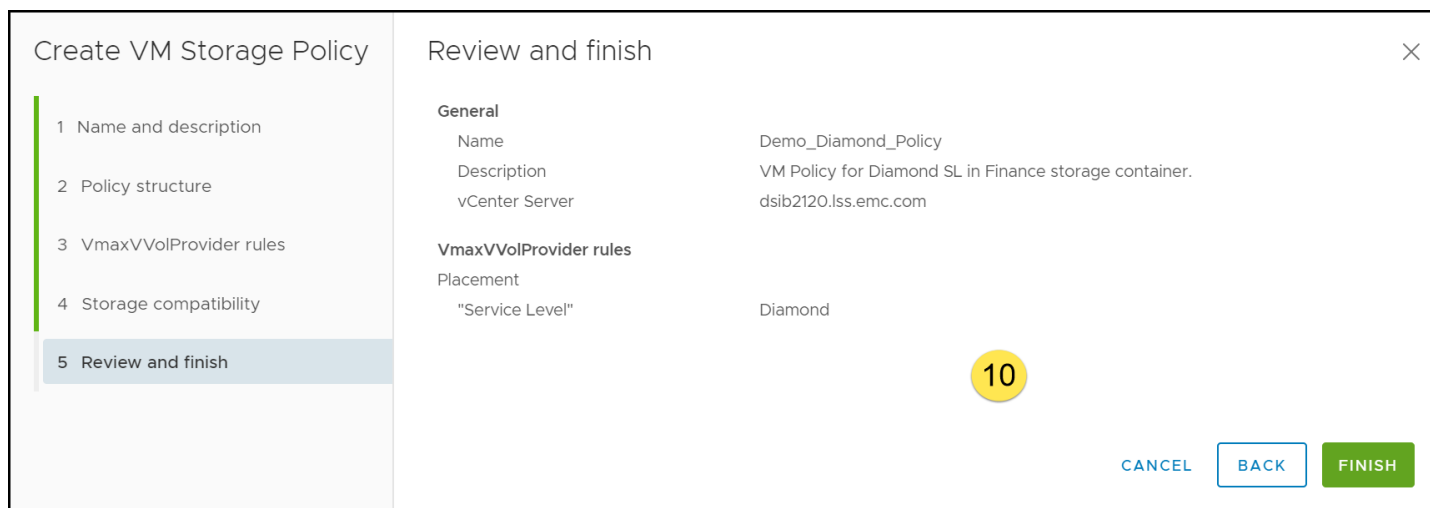 Create VM Storage Policy
1 Name and description
2 Policy structure
3 VmaxVVolProvider rules
4 Storage compatibility
5 Review and finish
Review and finish
General
Name Demo_Diamond_Policy
Description VM Policy for Diamond SL in Finance storage container.
vCenter Server dsib2120.lss.emc.com
VmaxVVolProvider rules
Placement
"Service Level" Diamond
10
CANCEL BACK FINISH